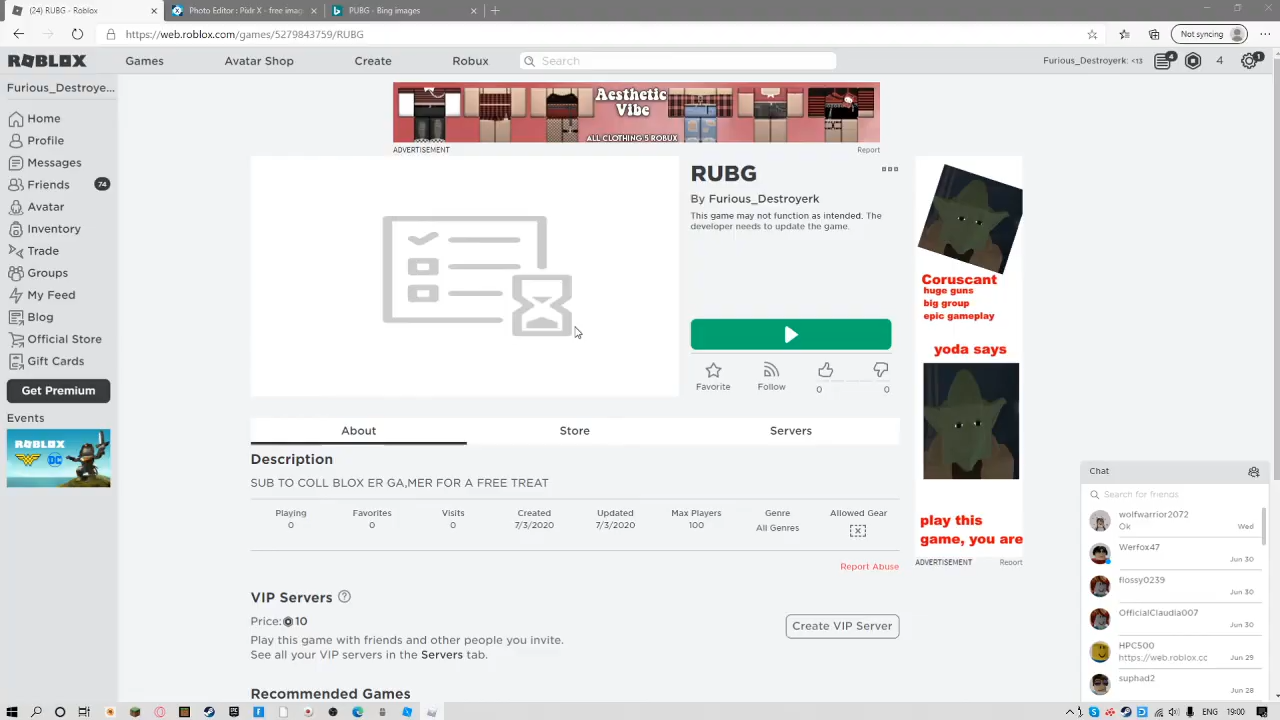 (24) RUBG - Roblox
Photo Editor : Pixlr X - free imag
PUBG - Bing images
https://web.roblox.com/games/5279843759/RUBG
Not syncing
ROBLOX
Games
Avatar Shop
Create
Robux
Search
Furious_Destroyerk: <13
4
4
1
Furious_Destroye...
Home
Profile
Messages
Friends
74
Avatar
Inventory
Trade
Groups
My Feed
Blog
Official Store
Gift Cards
Get Premium
Events
ROBLOX
DC
Aesthetic
Vibe
ALL CLOTHING 5 ROBUX
ADVERTISEMENT
Report
RUBG
By Furious_Destroyerk
This game may not function as intended. The
developer needs to update the game.
Favorite
Follow
0
0
About
Store
Servers
Description
SUB TO COLL BLOX ER GA,MER FOR A FREE TREAT
Playing
0
Favorites
0
Visits
0
Created
7/3/2020
Updated
7/3/2020
Max Players
100
Genre
All Genres
Allowed Gear
Report Abuse
VIP Servers
Price: 10
Play this game with friends and other people you invite.
See all your VIP servers in the Servers tab.
Create VIP Server
Recommended Games
Coruscant
huge guns
big group
epic gameplay
yoda says
play this
game, you are
ADVERTISEMENT
Report
Chat
Search for friends
wolfwarrior2072
Ok
Wed
Werfox47
Jun 30
flossy0239
Jun 30
OfficialClaudia007
Jun 30
HPC500
https://web.roblox.cc
Jun 29
suphad2
Jun 28
ENG
19:00